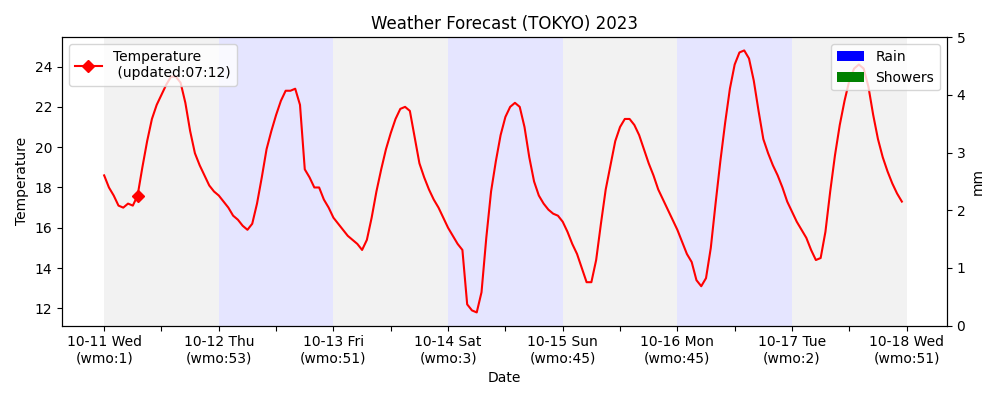 Weather Forecast (TOKYO) 2023
Temperature
(updated:07:12)
Rain
Showers
24
22
20
18
16
14
12
Temperature
5
4
3
2
1
0
mm
10-11 Wed
(wmo:1)
10-12 Thu
(wmo:53)
10-13 Fri
(wmo:51)
10-14 Sat
(wmo:3)
10-15 Sun
(wmo:45)
10-16 Mon
(wmo:45)
10-17 Tue
(wmo:2)
10-18 Wed
(wmo:51)
Date